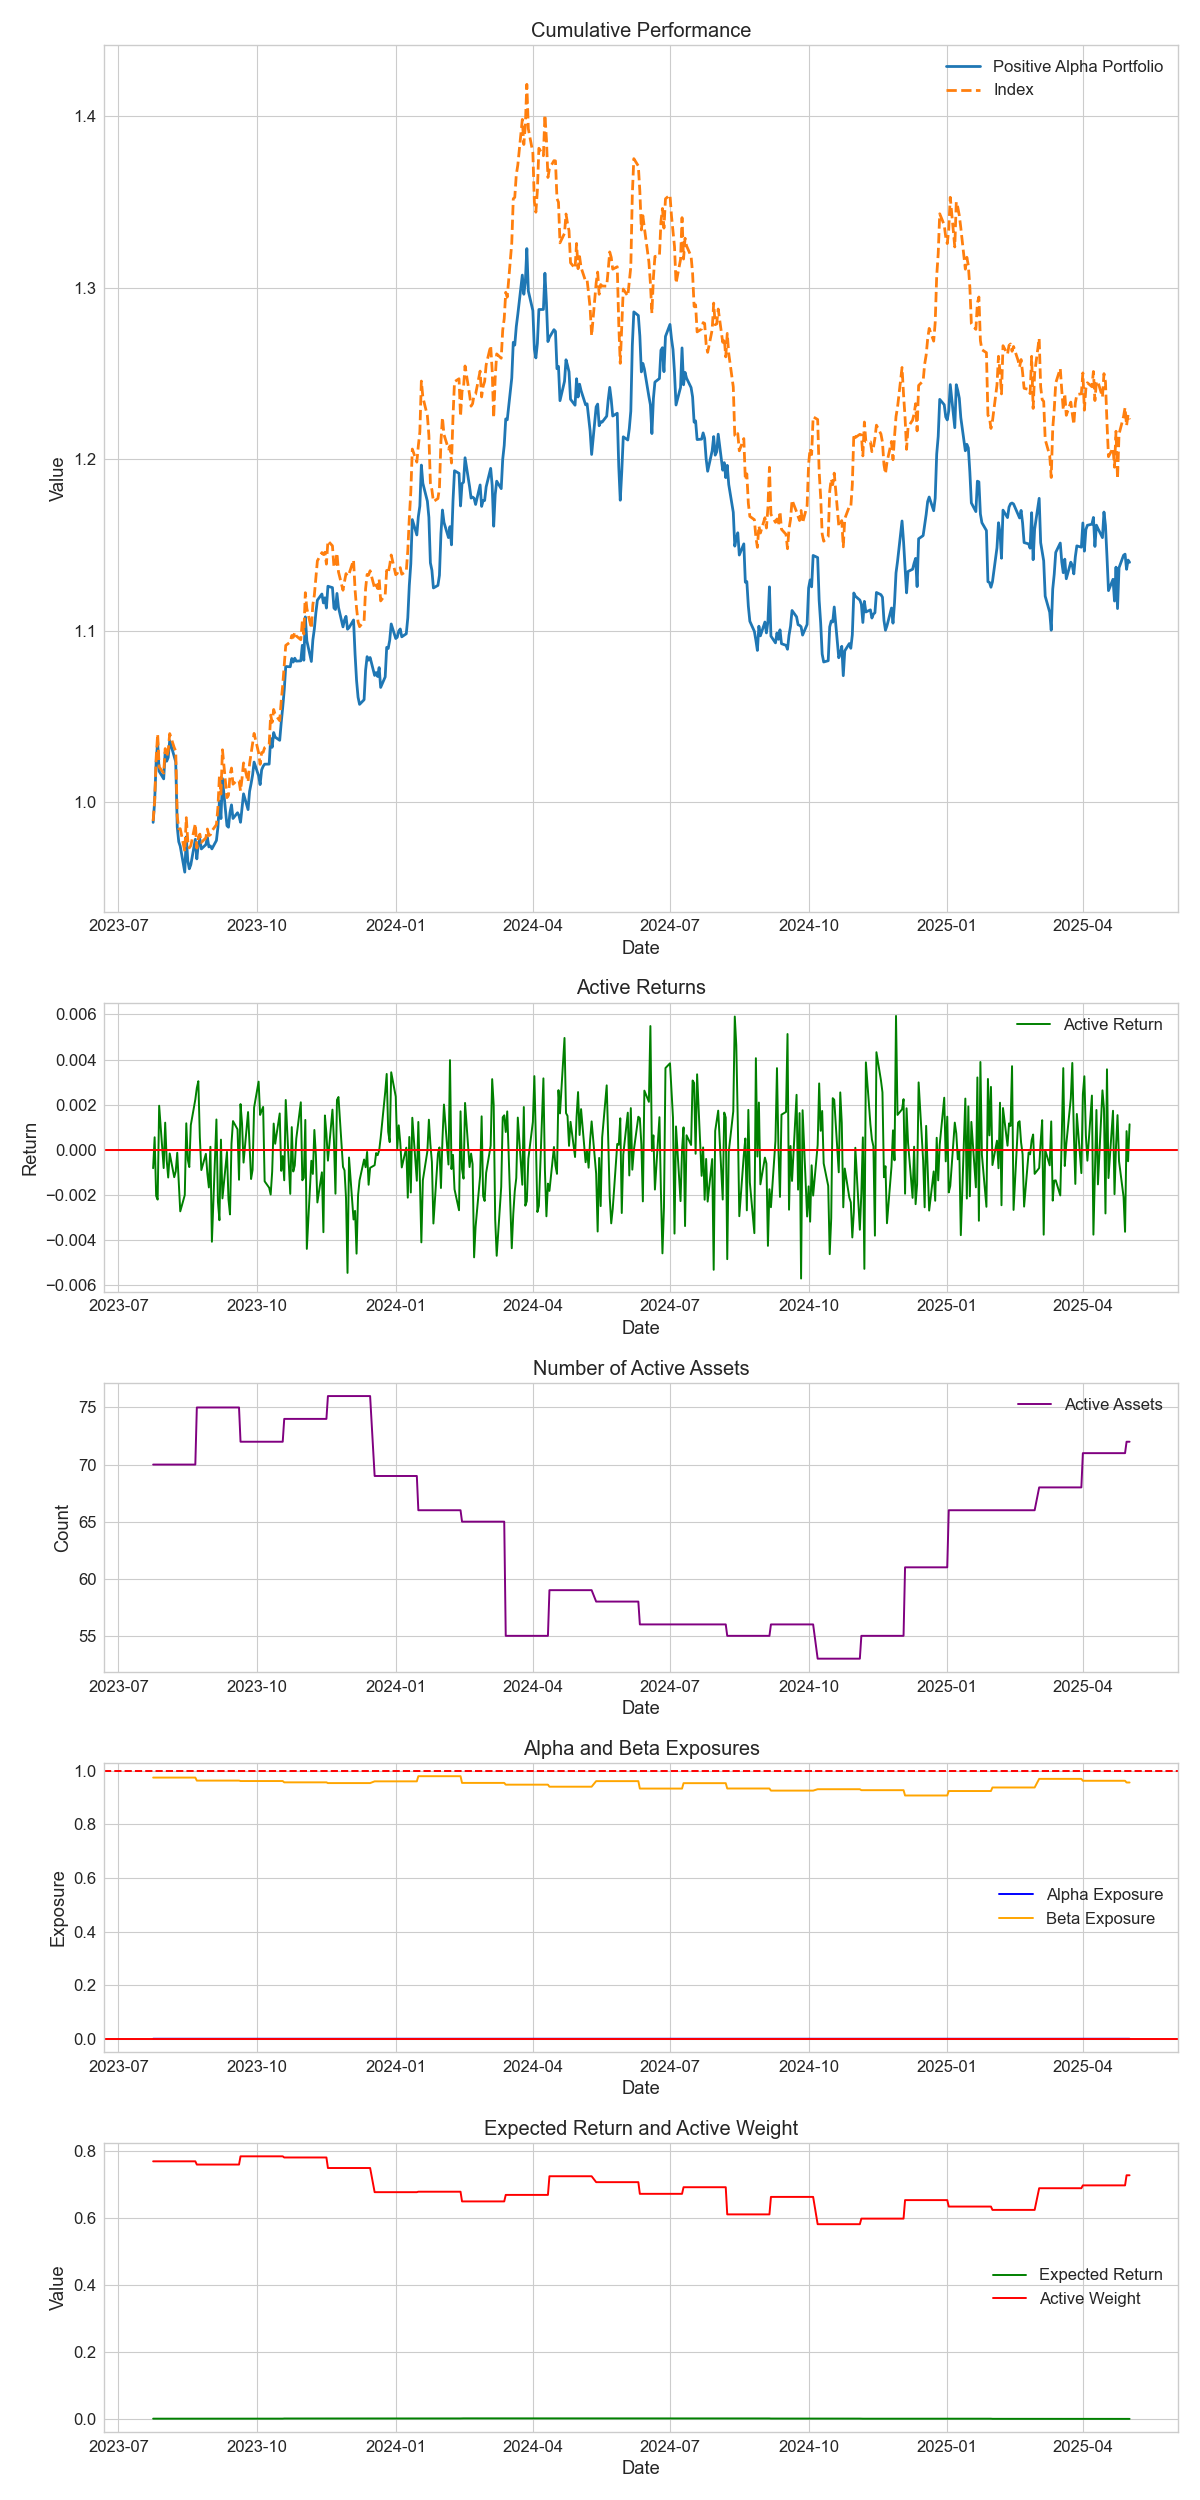 Cumulative Performance
Positive Alpha Portfolio
Index
1.4
1.3
1.2
1.1
1.0
Value
2023-07 2023-10 2024-01 2024-04 2024-07 2024-10 2025-01 2025-04
Date
Active Returns
Active Return
0.006
0.004
0.002
0.000
−0.002
−0.004
−0.006
Return
2023-07 2023-10 2024-01 2024-04 2024-07 2024-10 2025-01 2025-04
Date
Number of Active Assets
Active Assets
75
70
65
60
55
Count
2023-07 2023-10 2024-01 2024-04 2024-07 2024-10 2025-01 2025-04
Date
Alpha and Beta Exposures
1.0
0.8
0.6
0.4
0.2
0.0
Exposure
Alpha Exposure
Beta Exposure
2023-07 2023-10 2024-01 2024-04 2024-07 2024-10 2025-01 2025-04
Date
Expected Return and Active Weight
0.8
0.6
0.4
0.2
0.0
Value
Expected Return
Active Weight
2023-07 2023-10 2024-01 2024-04 2024-07 2024-10 2025-01 2025-04
Date